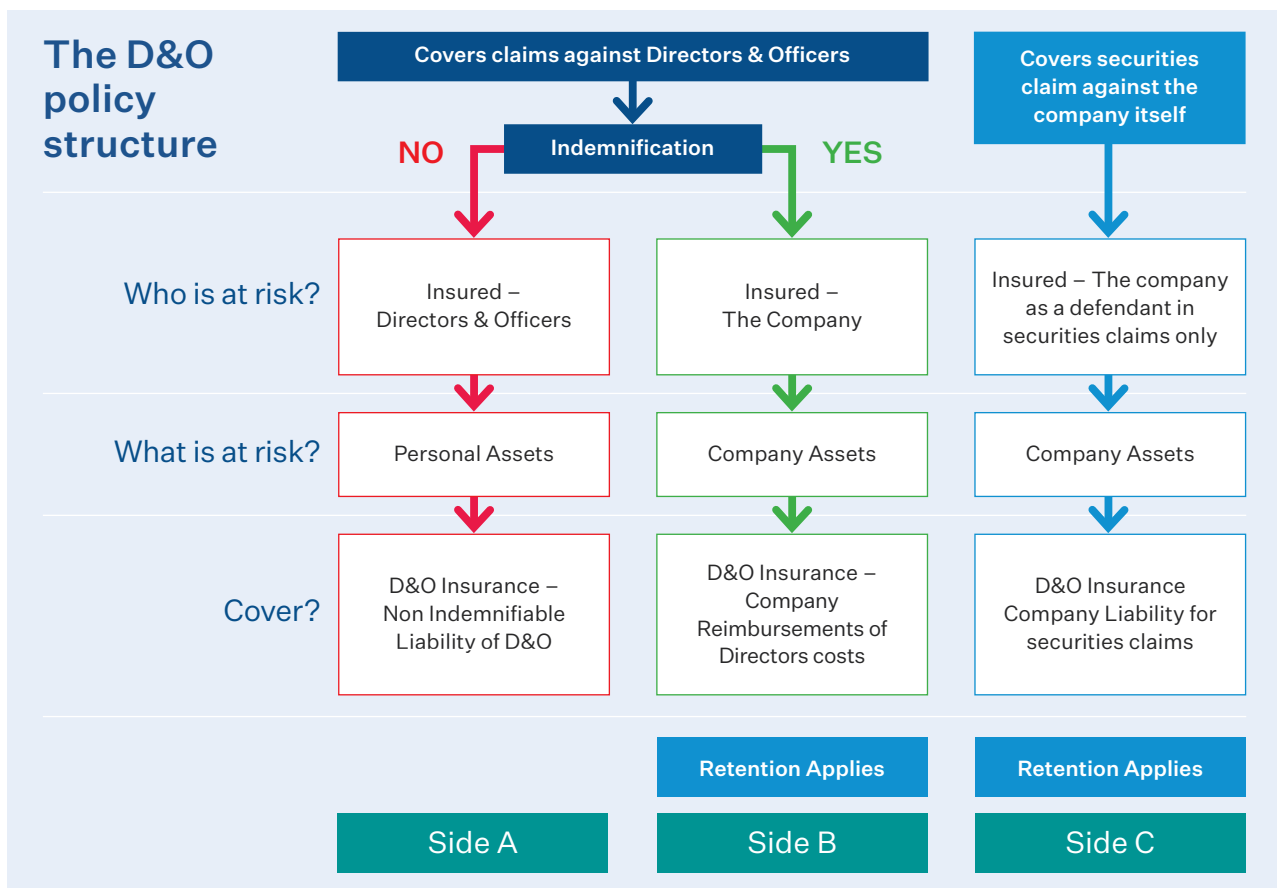 The D&O
policy
structure
Covers claims against Directors & Officers
Covers securities
claim against the
company itself
NO
Indemnification
YES
Who is at risk?
Insured –
Directors & Officers
Insured –
The Company
Insured – The company
as a defendant in
securities claims only
What is at risk?
Personal Assets
Company Assets
Company Assets
Cover?
D&O Insurance –
Non Indemnifiable
Liability of D&O
D&O Insurance –
Company
Reimbursements of
Directors costs
D&O Insurance
Company Liability for
securities claims
Retention Applies
Retention Applies
Side A
Side B
Side C